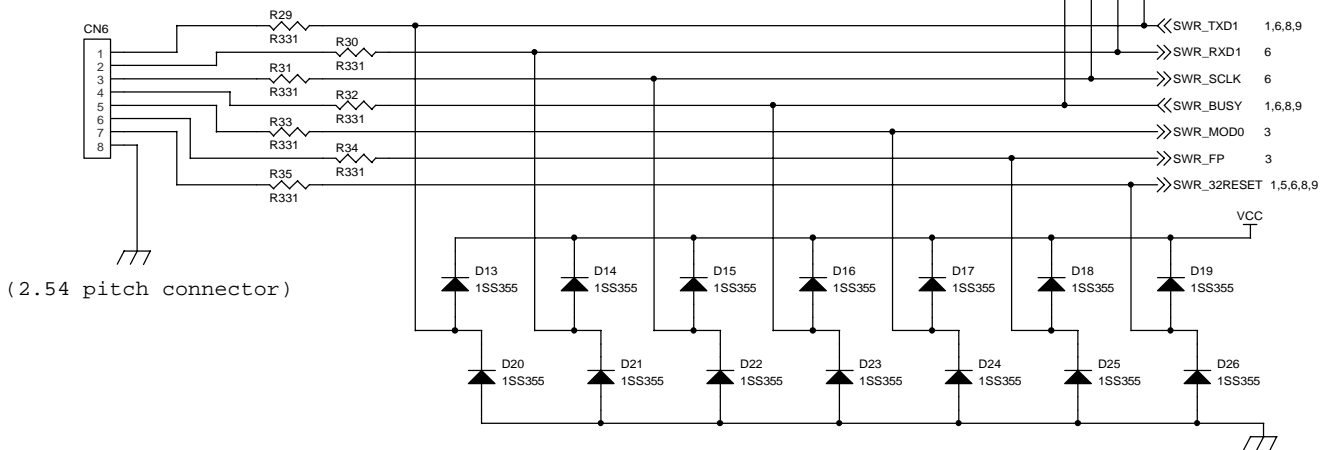 CN6
1
2
3
4
5
6
7
8
R29
R331
R30
R331
R31
R331
R32
R331
R33
R331
R34
R331
R35
R331
SWR_TXD1 1,6,8,9
SWR_RXD1 6
SWR_SCLK 6
SWR_BUSY 1,6,8,9
SWR_MOD0 3
SWR_FP 3
SWR_32RESET 1,5,6,8,9
VCC
(2.54 pitch connector)
D13
1SS355
D14
1SS355
D15
1SS355
D16
1SS355
D17
1SS355
D18
1SS355
D19
1SS355
D20
1SS355
D21
1SS355
D22
1SS355
D23
1SS355
D24
1SS355
D25
1SS355
D26
1SS355